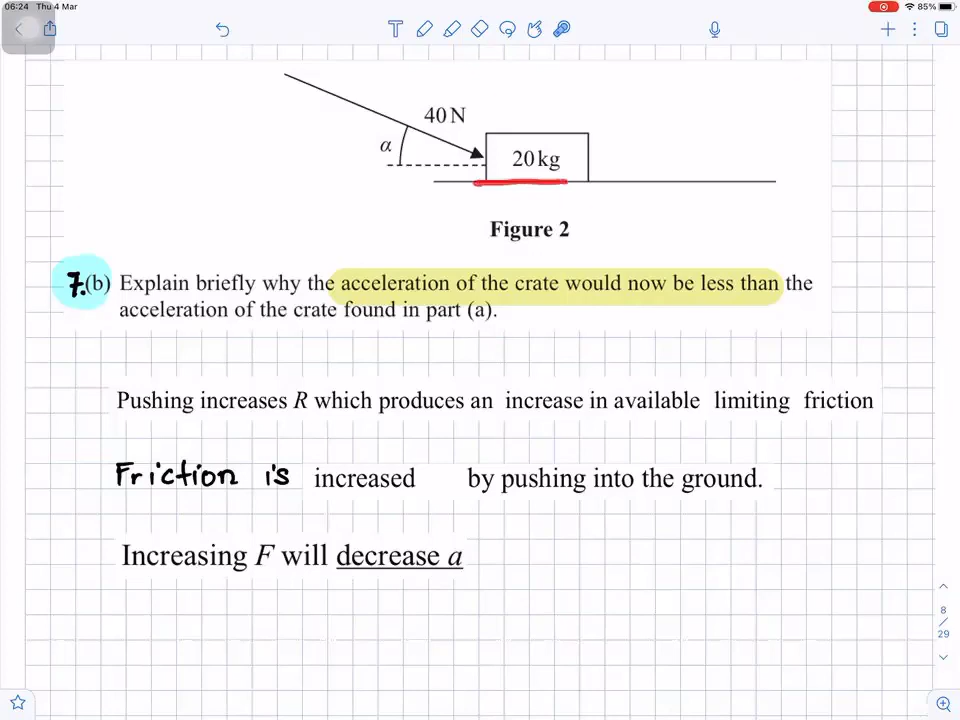 06:24 Thu 4 Mar
85%
40 N
α
20 kg
Figure 2
7.(b) Explain briefly why the acceleration of the crate would now be less than the
acceleration of the crate found in part (a).
Pushing increases R which produces an increase in available limiting friction
Friction is increased by pushing into the ground.
Increasing F will decrease a
8
/
29